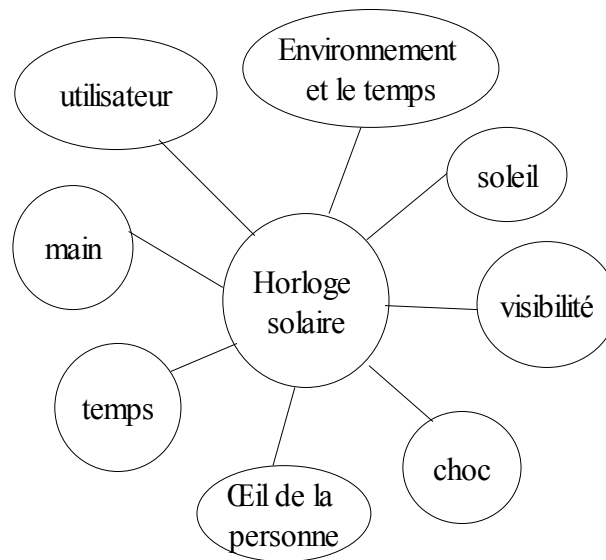 Environnement
et le temps
utilisateur
soleil
main
Horloge
solaire
visibilité
temps
choc
Œil de la
personne